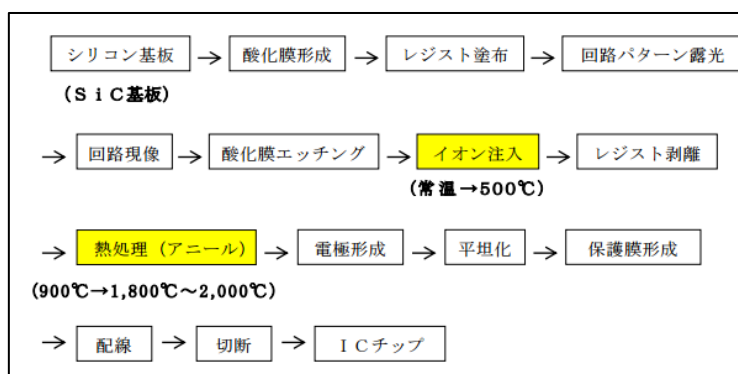 シリコン基板 → 酸化膜形成 → レジスト塗布 → 回路パターン露光
(SiC基板)
→ 回路現像 → 酸化膜エッチング → イオン注入 → レジスト剥離
(常温→500℃)
→ 熱処理(アニール) → 電極形成 → 平坦化 → 保護膜形成
(900℃→1,800℃～2,000℃)
→ 配線 → 切断 → ICチップ